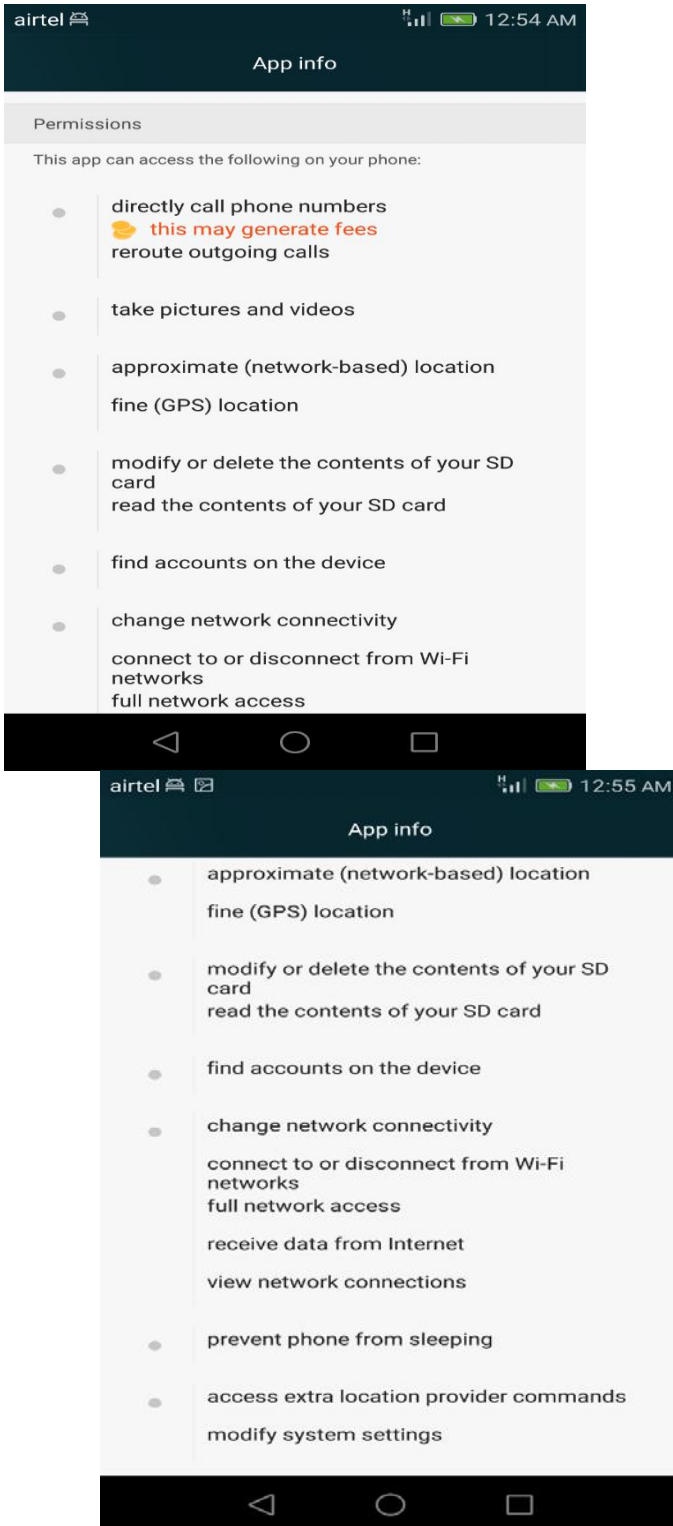 airtel H 12:54 AM
App info
Permissions
This app can access the following on your phone:
directly call phone numbers
this may generate fees
reroute outgoing calls
take pictures and videos
approximate (network-based) location
fine (GPS) location
modify or delete the contents of your SD
card
read the contents of your SD card
find accounts on the device
change network connectivity
connect to or disconnect from Wi-Fi
networks
full network access
airtel H 12:55 AM
App info
approximate (network-based) location
fine (GPS) location
modify or delete the contents of your SD
card
read the contents of your SD card
find accounts on the device
change network connectivity
connect to or disconnect from Wi-Fi
networks
full network access
receive data from Internet
view network connections
prevent phone from sleeping
access extra location provider commands
modify system settings